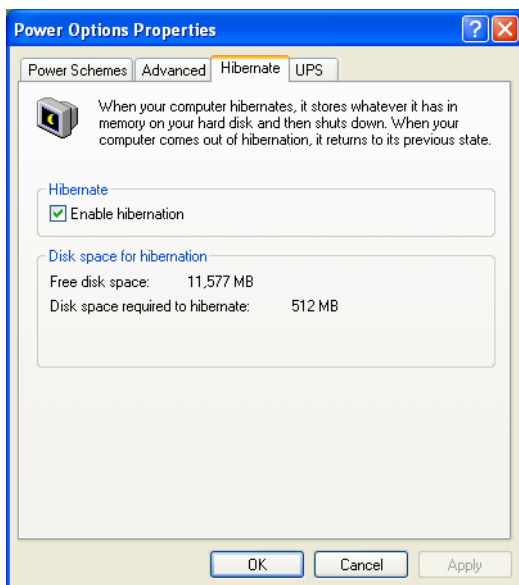 Power Options Properties
?
X
Power Schemes Advanced Hibernate UPS
When your computer hibernates, it stores whatever it has in
memory on your hard disk and then shuts down. When your
computer comes out of hibernation, it returns to its previous state.
Hibernate
Enable hibernation
Disk space for hibernation
Free disk space: 11,577 MB
Disk space required to hibernate: 512 MB
OK Cancel Apply